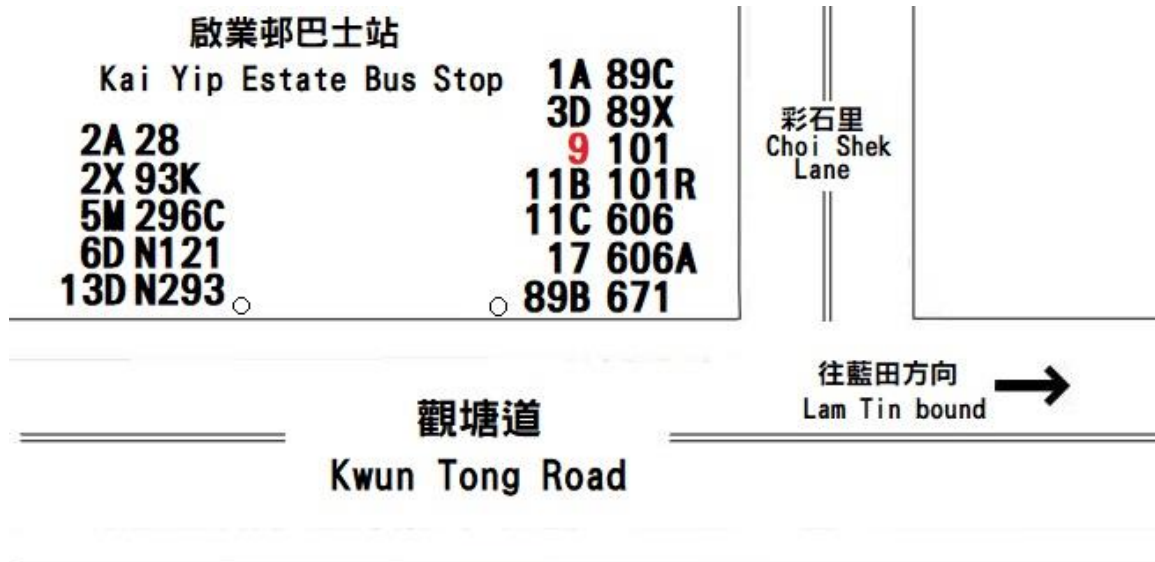 啟業邨巴士站
Kai Yip Estate Bus Stop
2A 28
2X 93K
5M 296C
6D N121
13D N293
1A 89C
3D 89X
9 101
11B 101R
11C 606
17 606A
89B 671
彩石里
Choi Shek
Lane
往藍田方向
Lam Tin bound
觀塘道
Kwun Tong Road